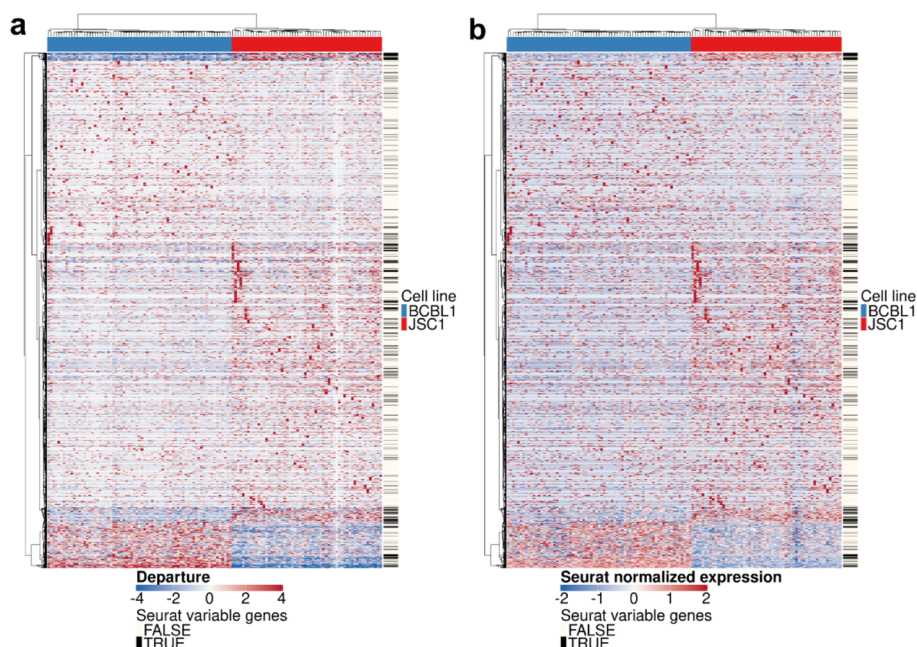 a
Cell line
BCBL1
JSC1
Departure
-4 -2 0 2 4
Seurat variable genes
FALSE
TRUE
b
Cell line
BCBL1
JSC1
Seurat normalized expression
-2 -1 0 1 2
Seurat variable genes
FALSE
TRUE